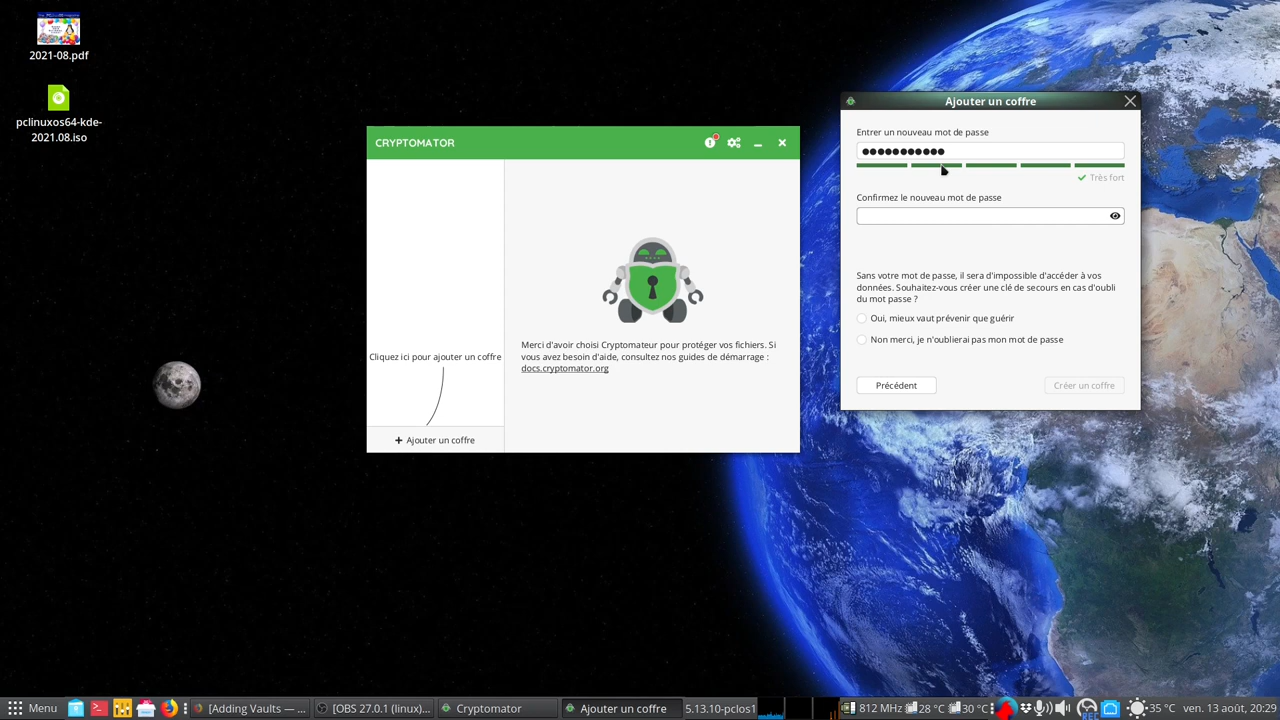 2021-08.pdf
pclinuxos64-kde-
2021.08.iso
CRYPTOMATOR
Cliquez ici pour ajouter un coffre
Ajouter un coffre
Merci d'avoir choisi Cryptomateur pour protéger vos fichiers. Si
vous avez besoin d'aide, consultez nos guides de démarrage :
docs.cryptomator.org
Ajouter un coffre
Entrer un nouveau mot de passe
Très fort
Confirmez le nouveau mot de passe
Sans votre mot de passe, il sera d'impossible d'accéder à vos
données. Souhaitez-vous créer une clé de secours en cas d'oubli
du mot passe ?
Oui, mieux vaut prévenir que guérir
Non merci, je n'oublierai pas mon mot de passe
Précédent
Créer un coffre
Menu
[Adding Vaults — ...
[OBS 27.0.1 (linux)...
Cryptomator
Ajouter un coffre
5.13.10-pclos1
812 MHz
28 °C
30 °C
35 °C
ven. 13 août, 20:29